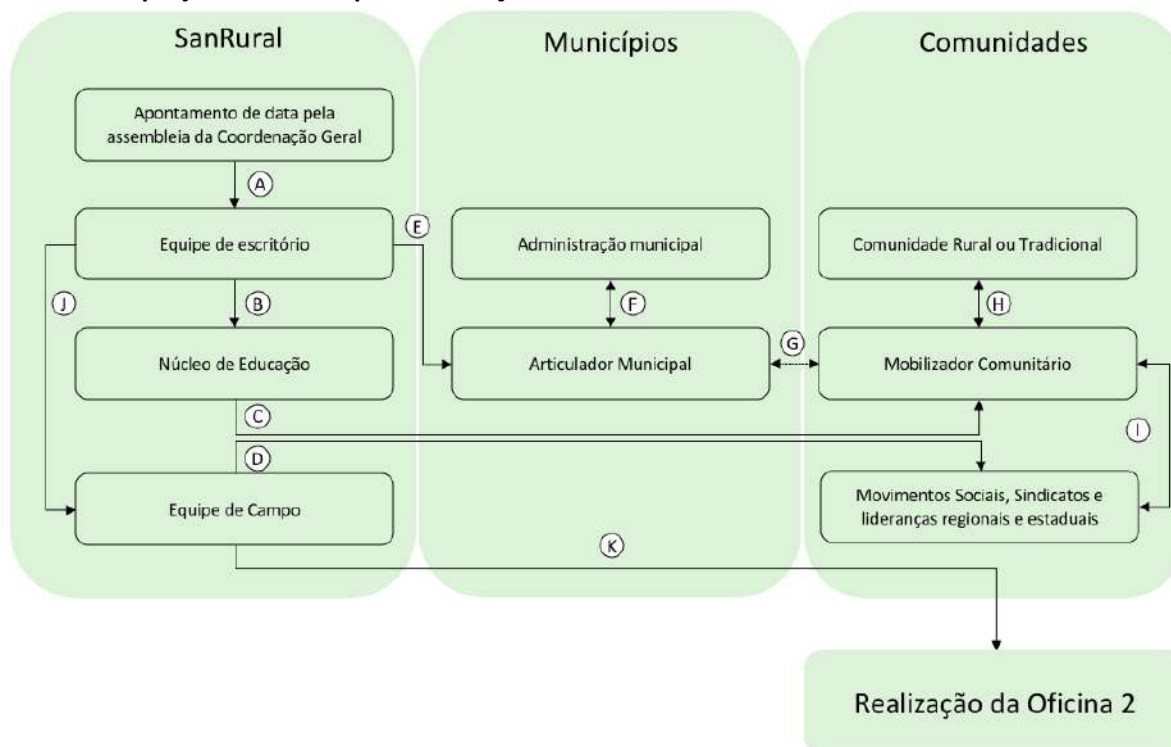 SanRural
Municípios
Comunidades
Apontamento de data pela
assembleia da Coordenação Geral
A
Equipe de escritório
E
Administração municipal
Comunidade Rural ou Tradicional
J
B
F
H
Núcleo de Educação
Articulador Municipal
G
Mobilizador Comunitário
C
I
D
Equipe de Campo
Movimentos Sociais, Sindicatos e
lideranças regionais e estaduais
K
Realização da Oficina 2